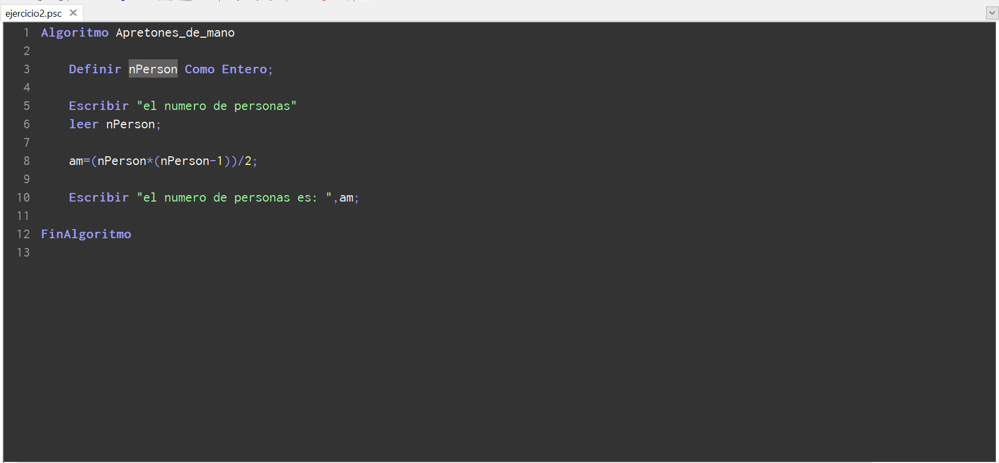 ejercicio2.psc
1 Algoritmo Apretones_de_mano
2
3 Definir nPerson Como Entero;
4
5 Escribir "el numero de personas"
6 leer nPerson;
7
8 am=(nPerson*(nPerson-1))/2;
9
10 Escribir "el numero de personas es: ",am;
11
12 FinAlgoritmo
13